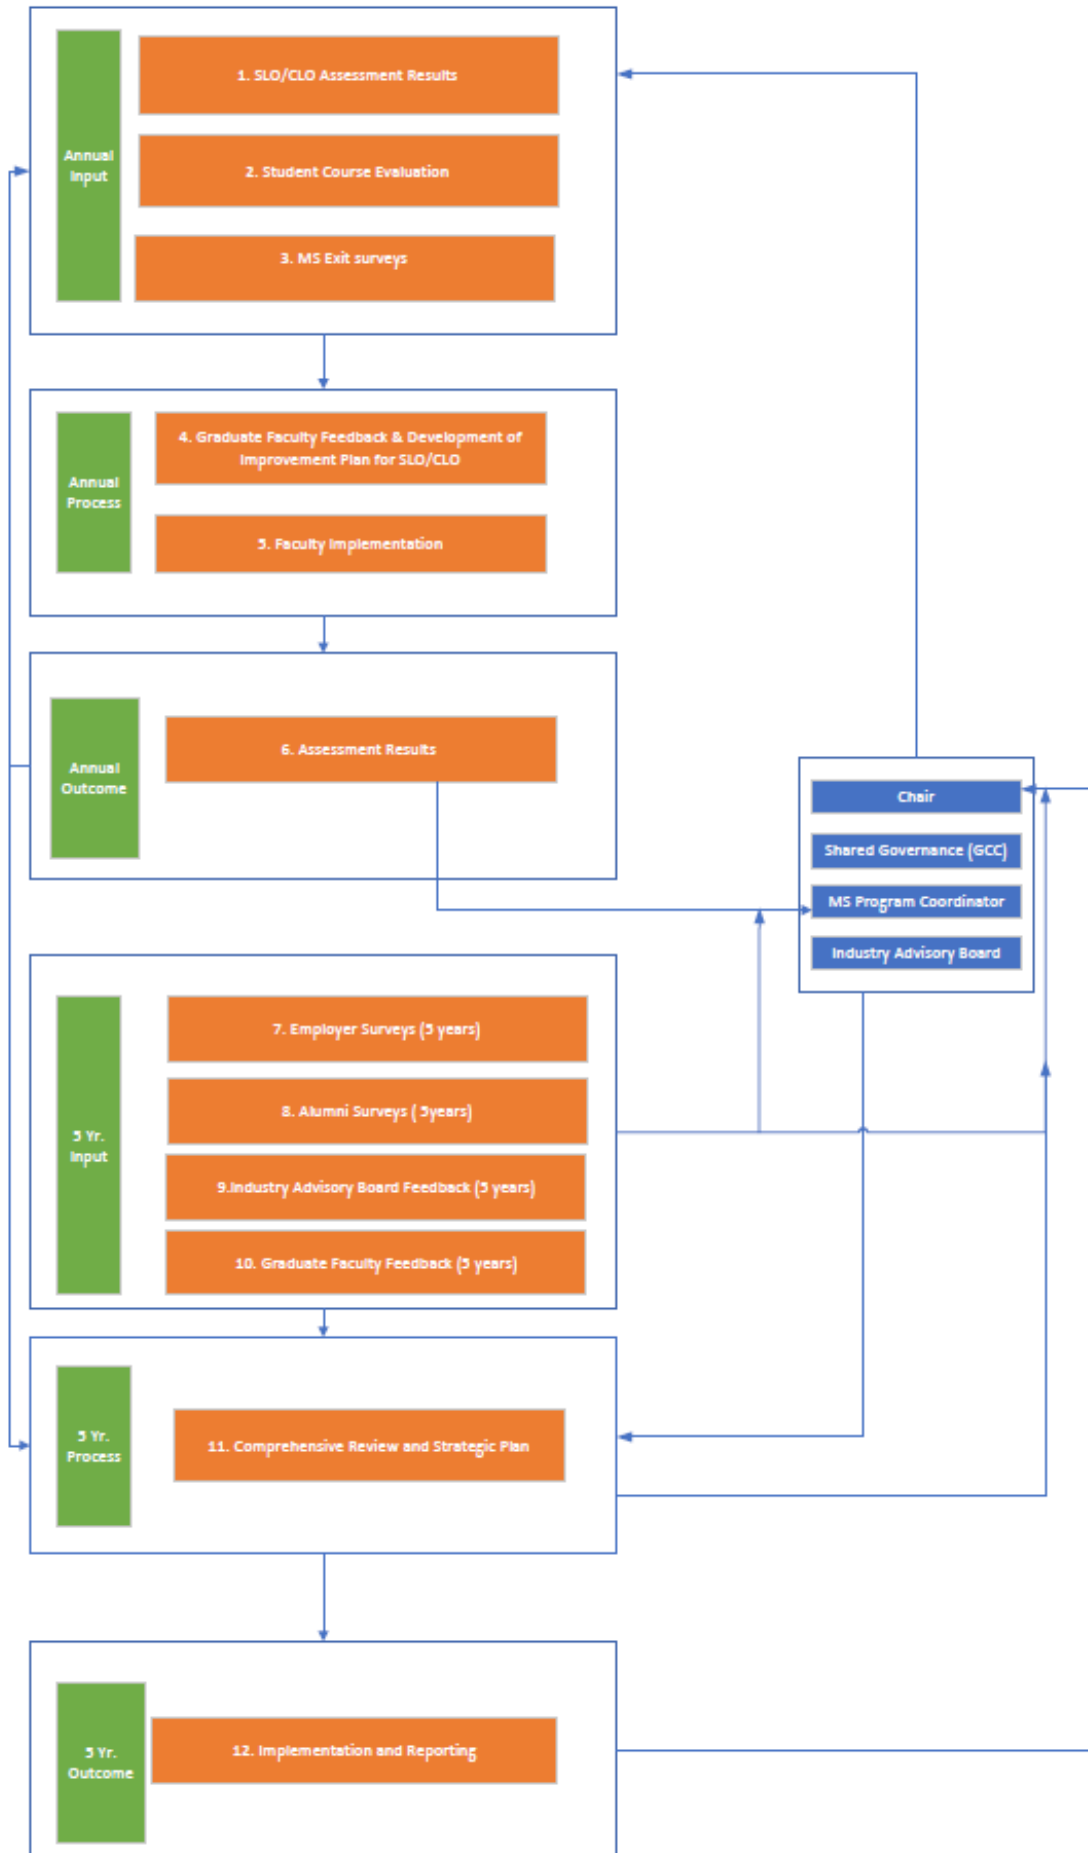 Annual
Input
1. SLO/CLO Assessment Results
2. Student Course Evaluation
3. MS Exit surveys
Annual
Process
4. Graduate Faculty Feedback & Development of
Improvement Plan for SLO/CLO
5. Faculty Implementation
Annual
Outcome
6. Assessment Results
Chair
Shared Governance (GCC)
MS Program Coordinator
Industry Advisory Board
5 Yr.
Input
7. Employer Surveys (5 years)
8. Alumni Surveys ( 5years)
9.Industry Advisory Board Feedback (5 years)
10. Graduate Faculty Feedback (5 years)
5 Yr.
Process
11. Comprehensive Review and Strategic Plan
5 Yr.
Outcome
12. Implementation and Reporting